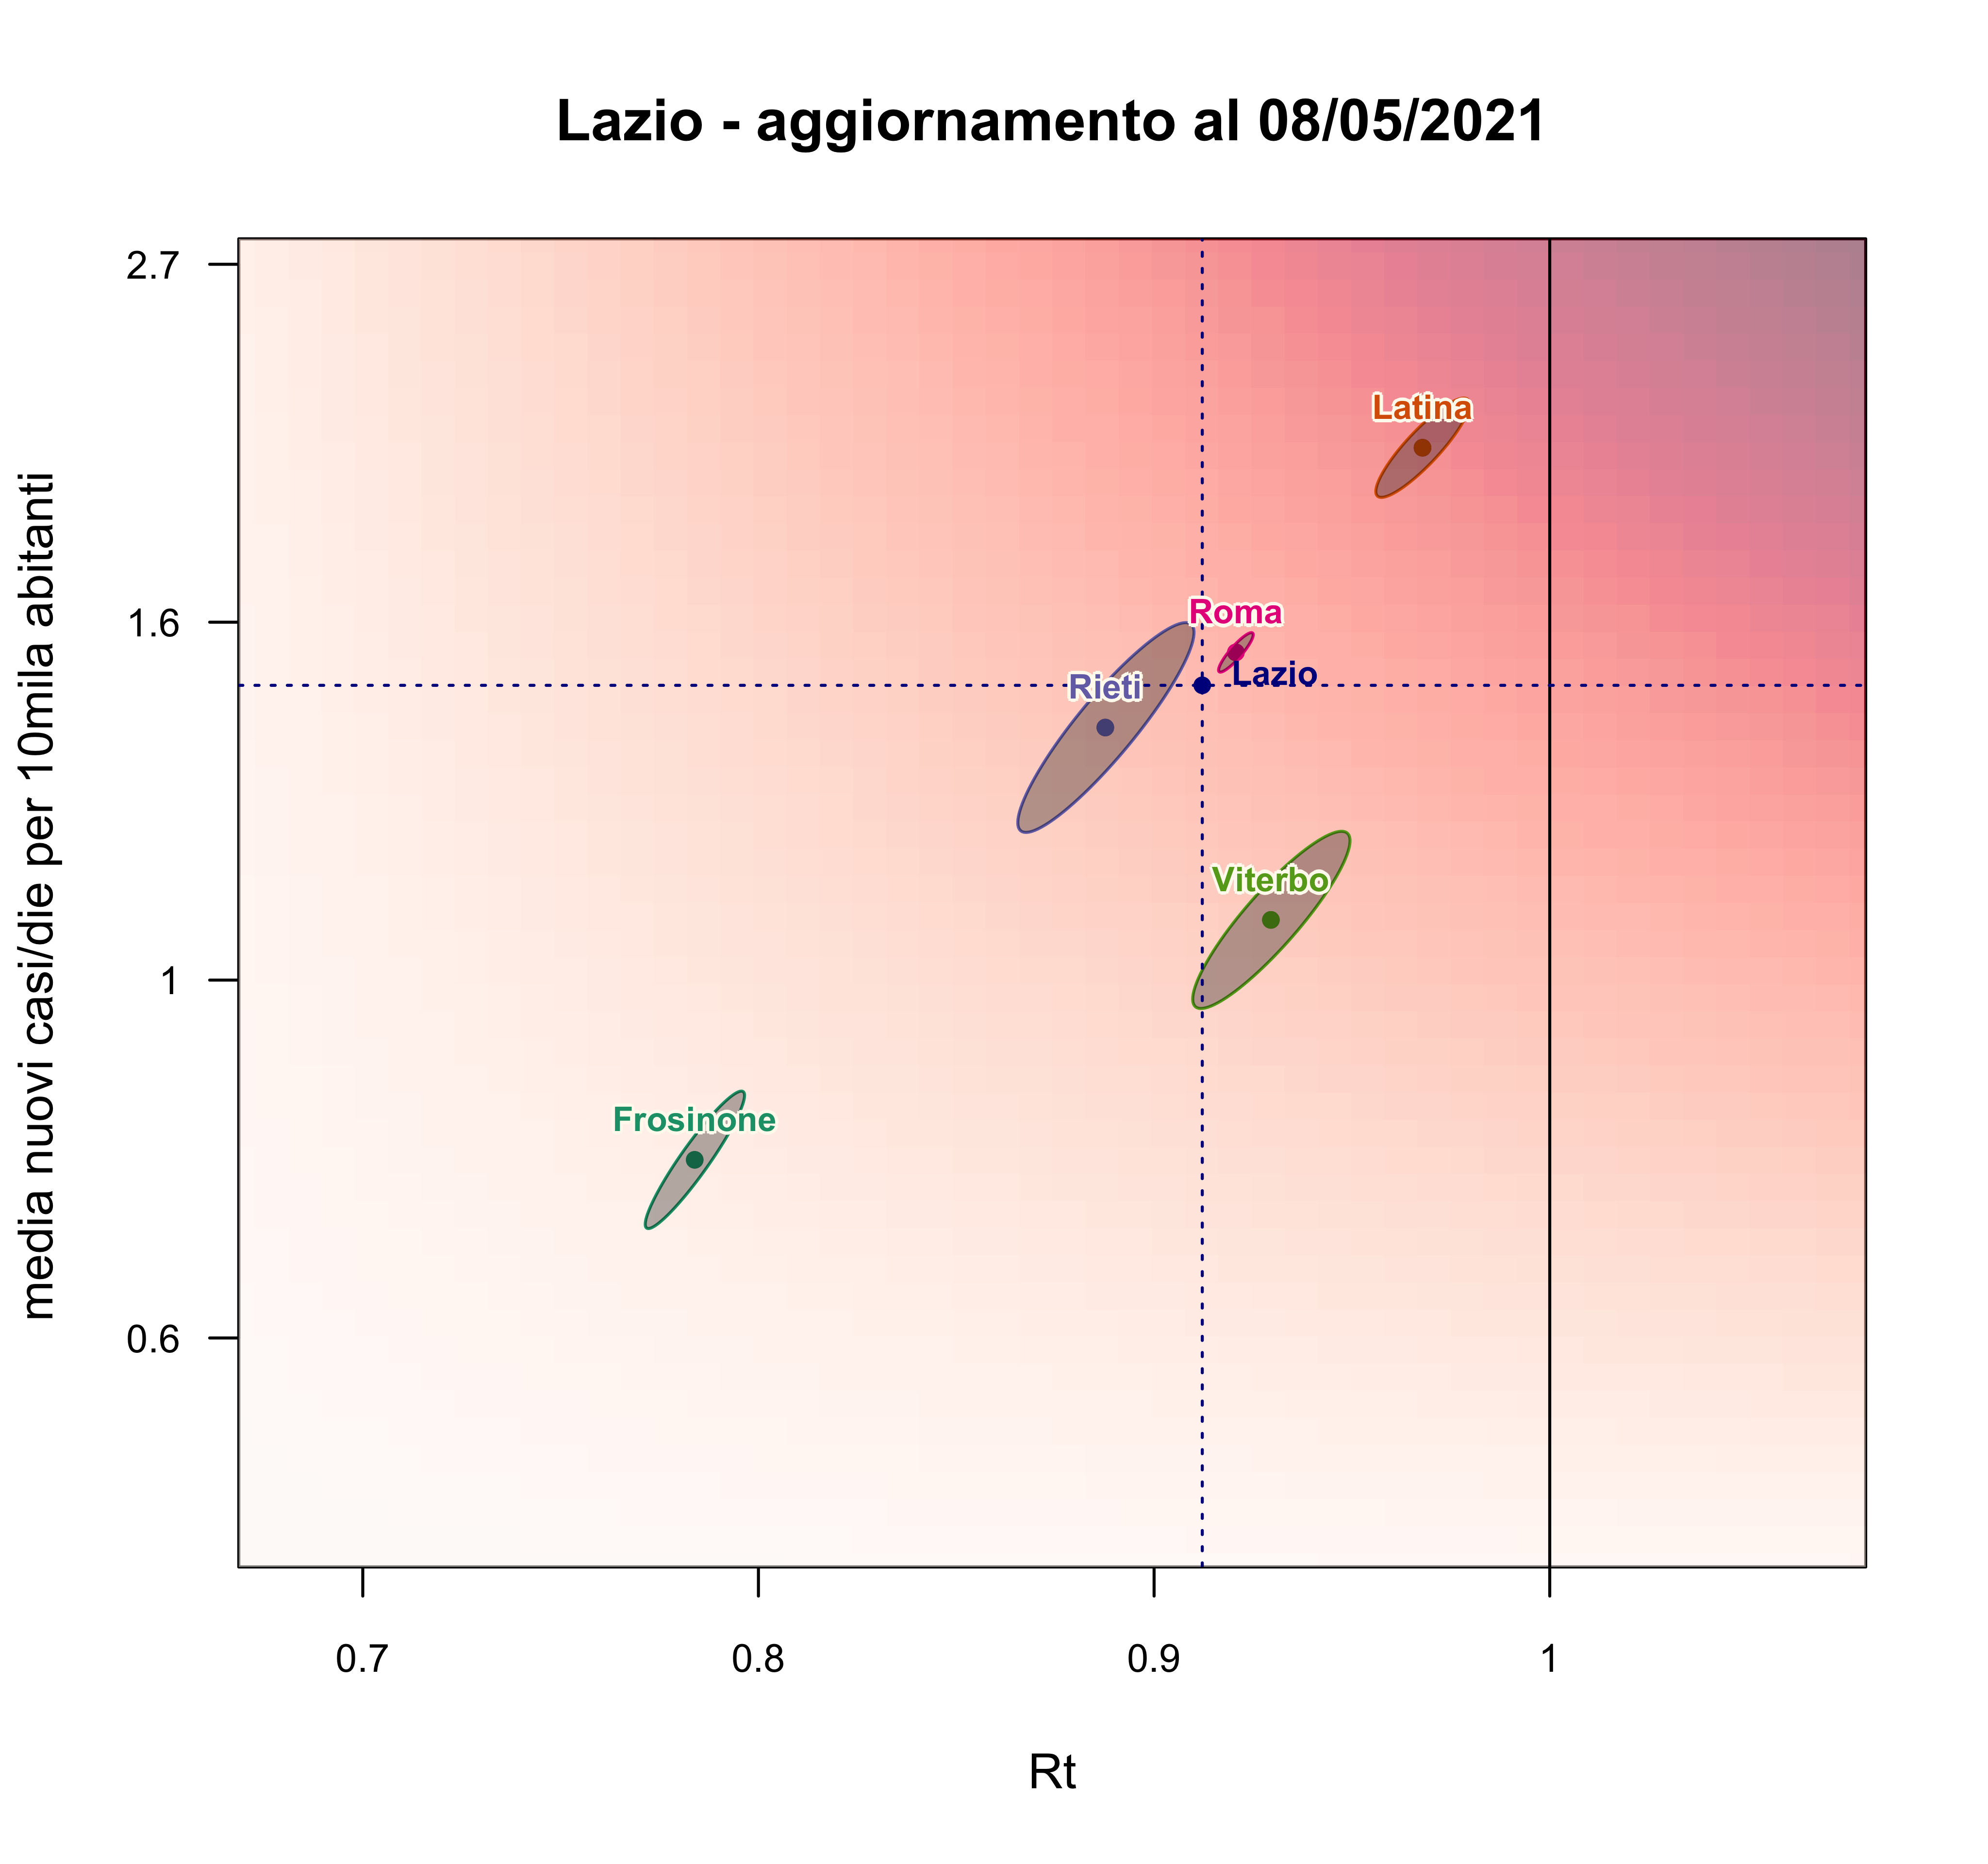 Lazio - aggiornamento al 08/05/2021
media nuovi casi/die per 10mila abitanti
2.7
1.6
1
0.6
Latina
Roma
Lazio
Rieti
Viterbo
Frosinone
0.7
0.8
0.9
1
Rt